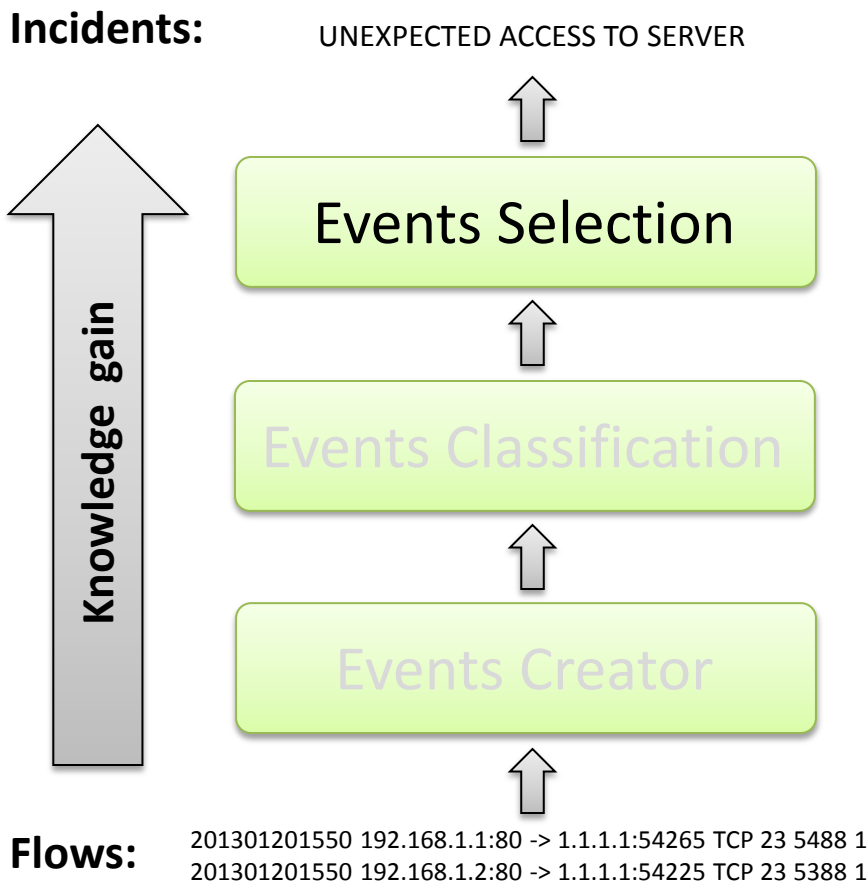 Incidents:
UNEXPECTED ACCESS TO SERVER
Events Selection
Knowledge gain
Events Classification
Events Creator
Flows:
201301201550 192.168.1.1:80 -> 1.1.1.1:54265 TCP 23 5488 1
201301201550 192.168.1.2:80 -> 1.1.1.1:54225 TCP 23 5388 1